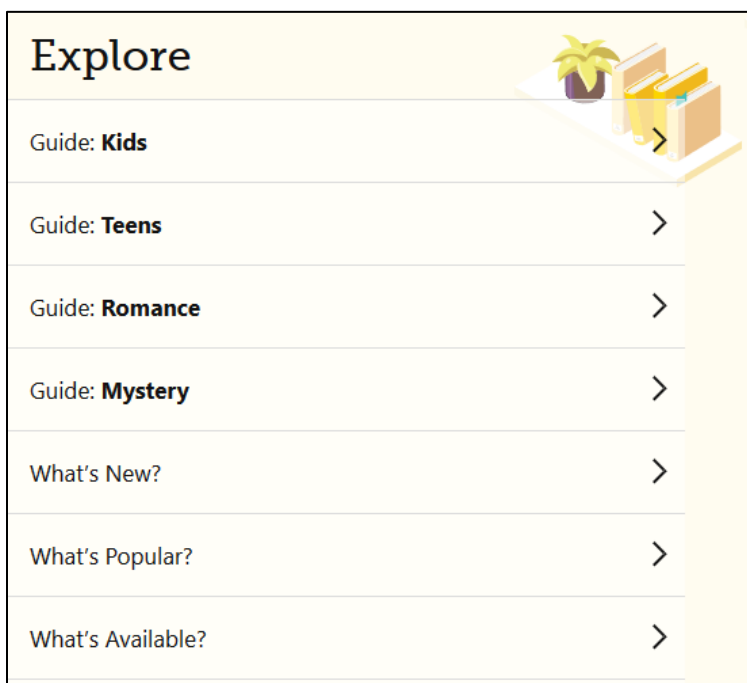 Explore
Guide: Kids
Guide: Teens
Guide: Romance
Guide: Mystery
What's New?
What's Popular?
What's Available?